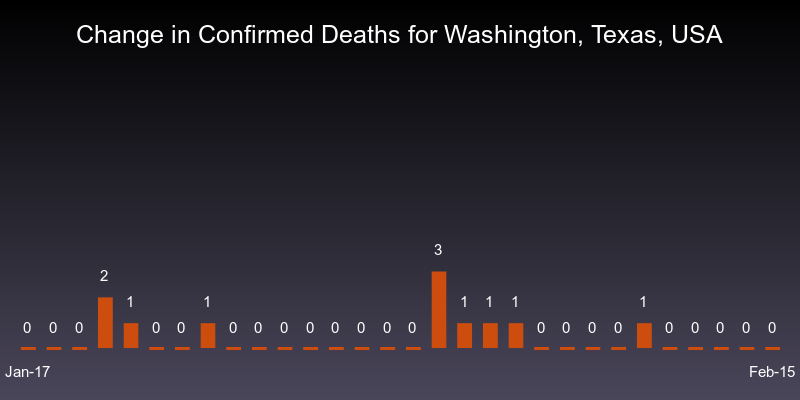 Change in Confirmed Deaths for Washington, Texas, USA
3
2
1 1 1 1 1 1
0 0 0 0 0 0 0 0 0 0 0 0 0 0 0 0 0 0 0 0 0 0
Jan-17 Feb-15